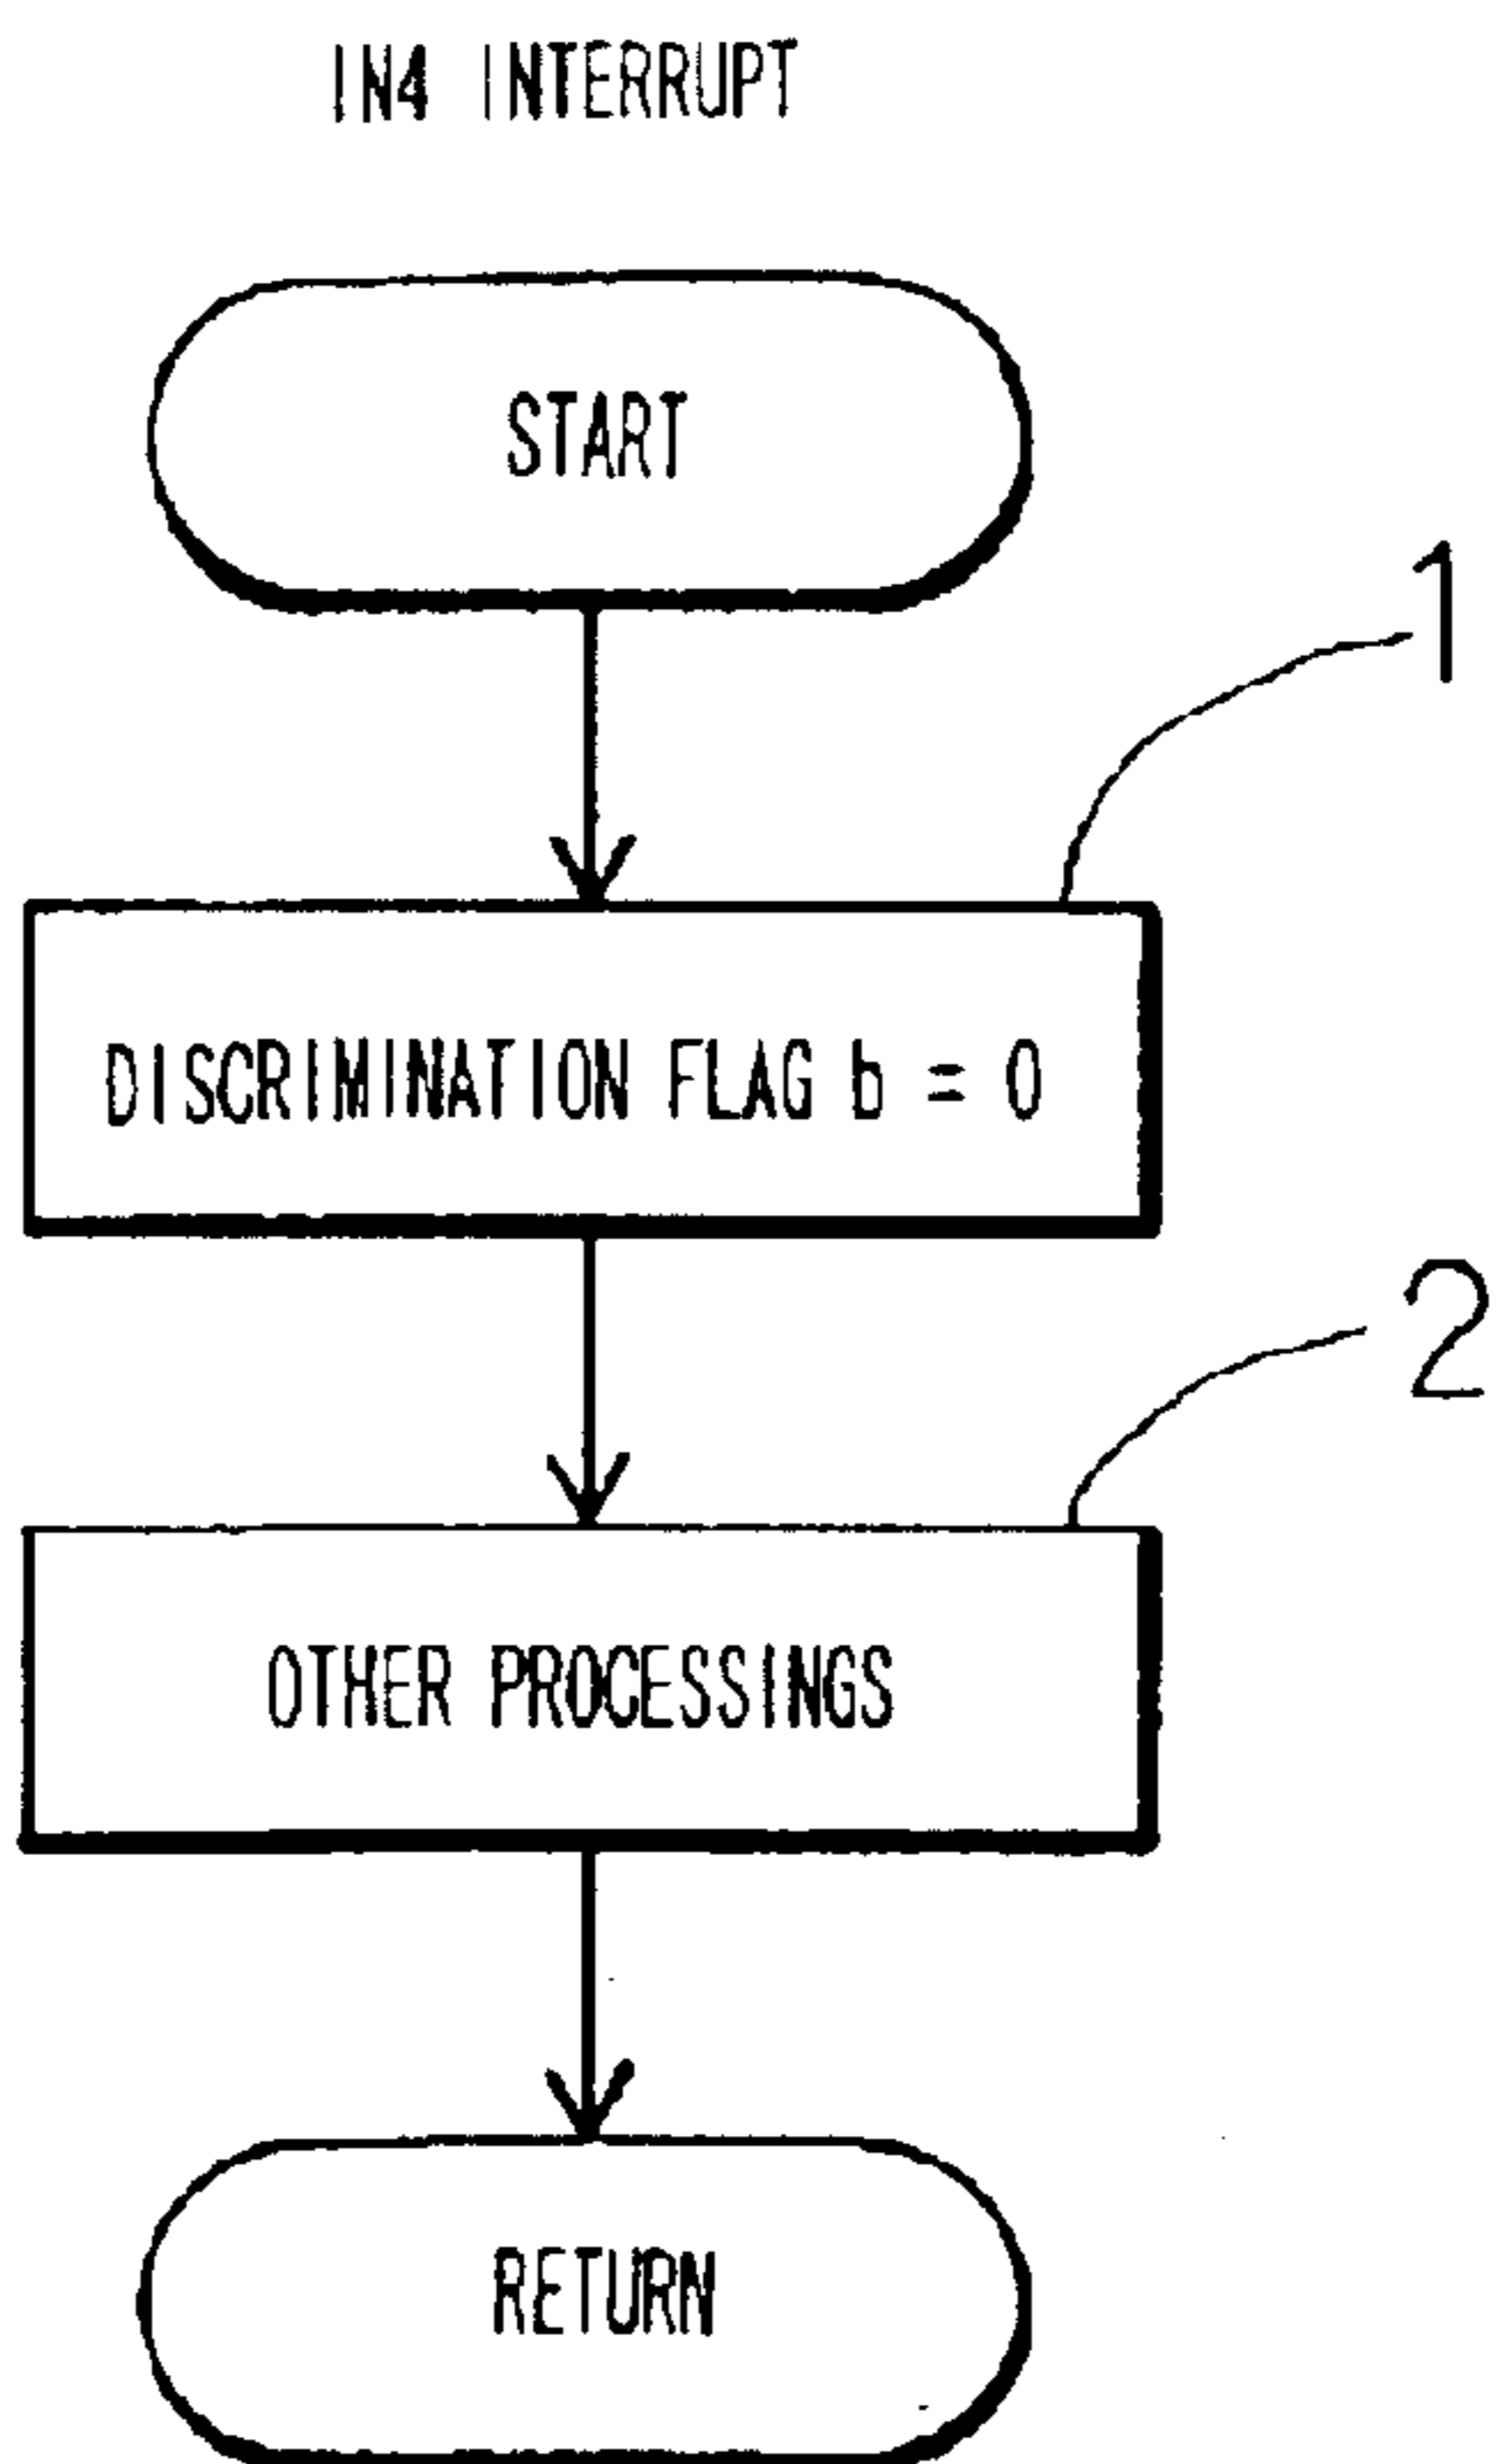 IN4 INTERRUPT
START
1
DISCRIMINATION FLAG b = 0
2
OTHER PROCESSINGS
RETURN